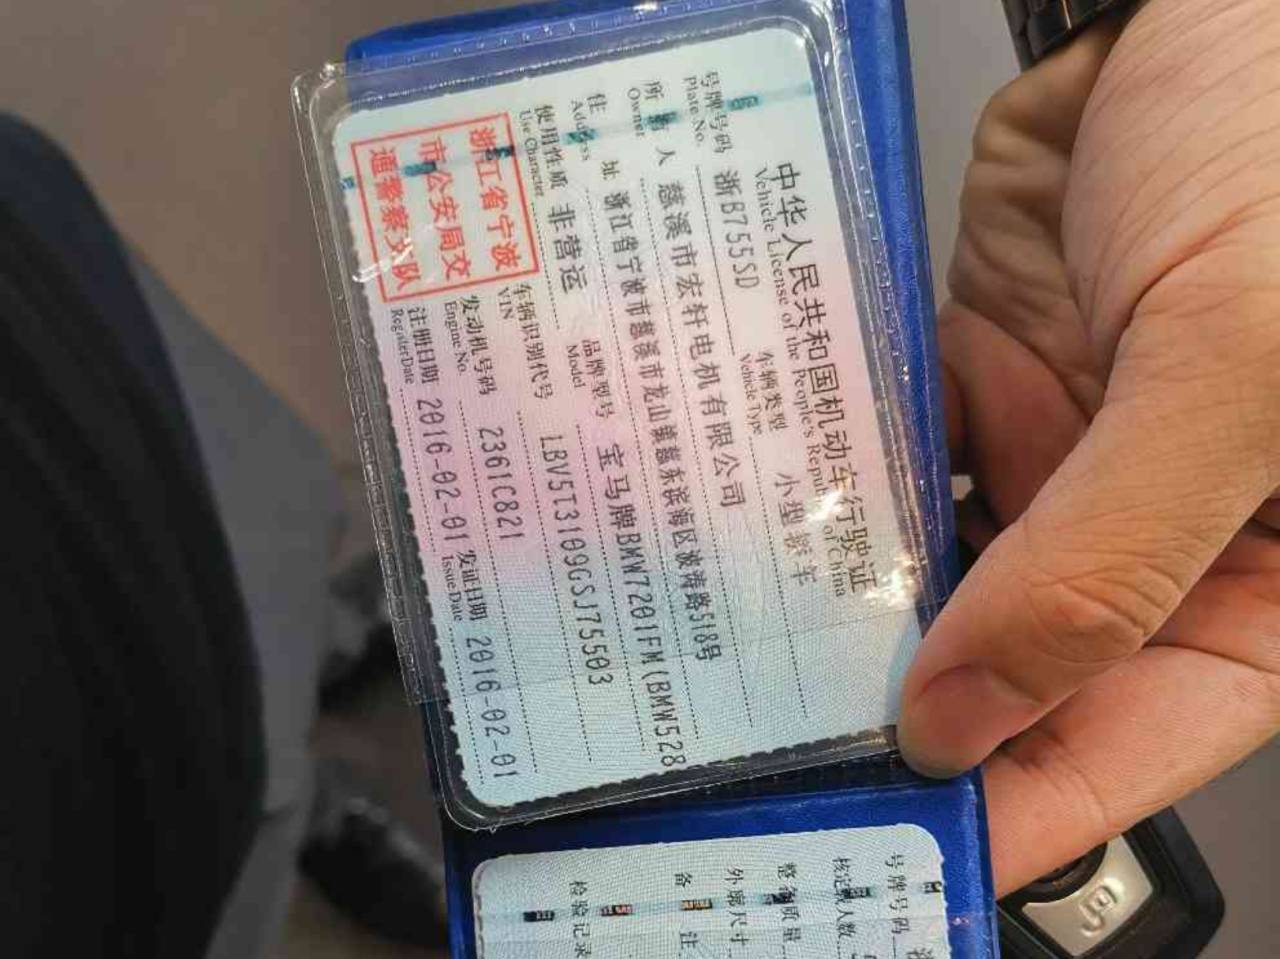 中华人民共和国机动车行驶证
Vehicle License of the People's Republic of China
号牌号码 浙B755SD 车辆类型 小型轿车
Plate No. Vehicle Type
所有人 慈溪市宏轩电机有限公司
Owner
住址 浙江省宁波市慈溪市龙山镇慈东滨海区波涛路518号
Address
使用性质 非营运 品牌型号 宝马牌BMW7201FM(BMW528
Use Character Model
浙江省宁波
市公安局交
通警察支队
车辆识别代号 LBV5T3109GSJ75503
VIN
发动机号码 2361C821
Engine No.
注册日期 2016-02-01 发证日期 2016-02-01
Register Date Issue Date
号牌号码
核定载人数
整备质量
外廓尺寸
备注
检验记录